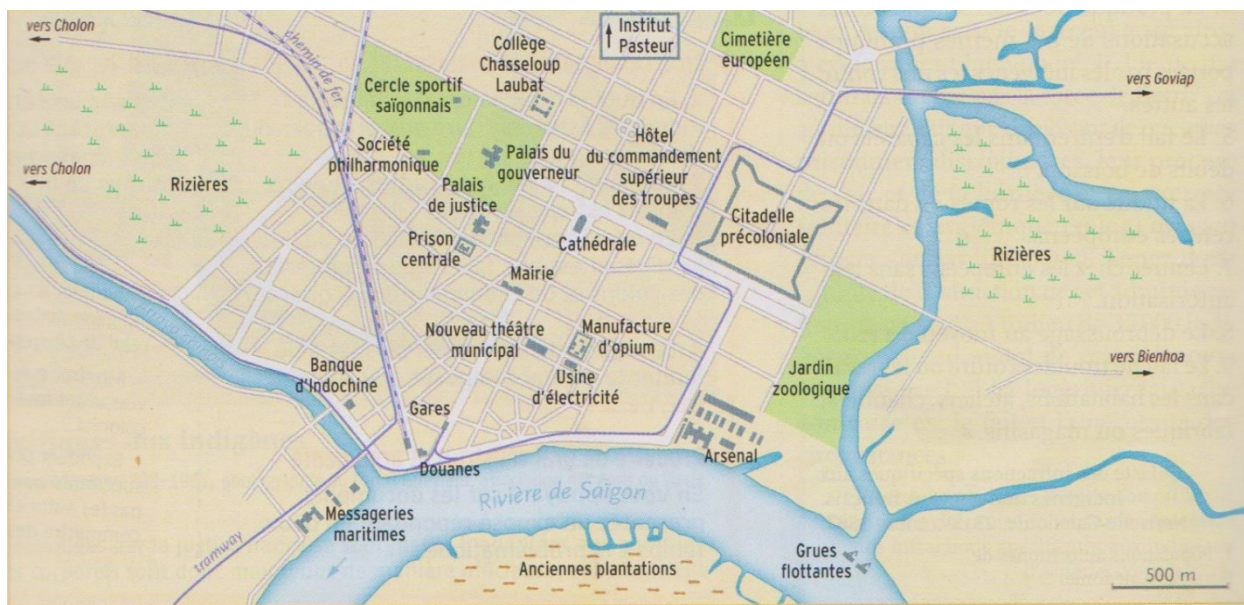 vers Cholon
chemin de fer
Collège
Chasseloup
Laubat
Institut
Pasteur
Cimetière
européen
vers Goviap
Cercle sportif
saïgonnais
Société
philharmonique
Palais du
gouverneur
Hôtel
du commandement
supérieur
des troupes
vers Cholon
Rizières
Palais
de justice
Citadelle
précoloniale
Prison
centrale
Cathédrale
Rizières
Mairie
Nouveau théâtre
municipal
Manufacture
d'opium
Banque
d'Indochine
Usine
d'électricité
Jardin
zoologique
vers Bienhoa
Gares
Douanes
Arsenal
Rivière de Saïgon
Messageries
maritimes
tramway
Anciennes plantations
Grues
flottantes
500 m